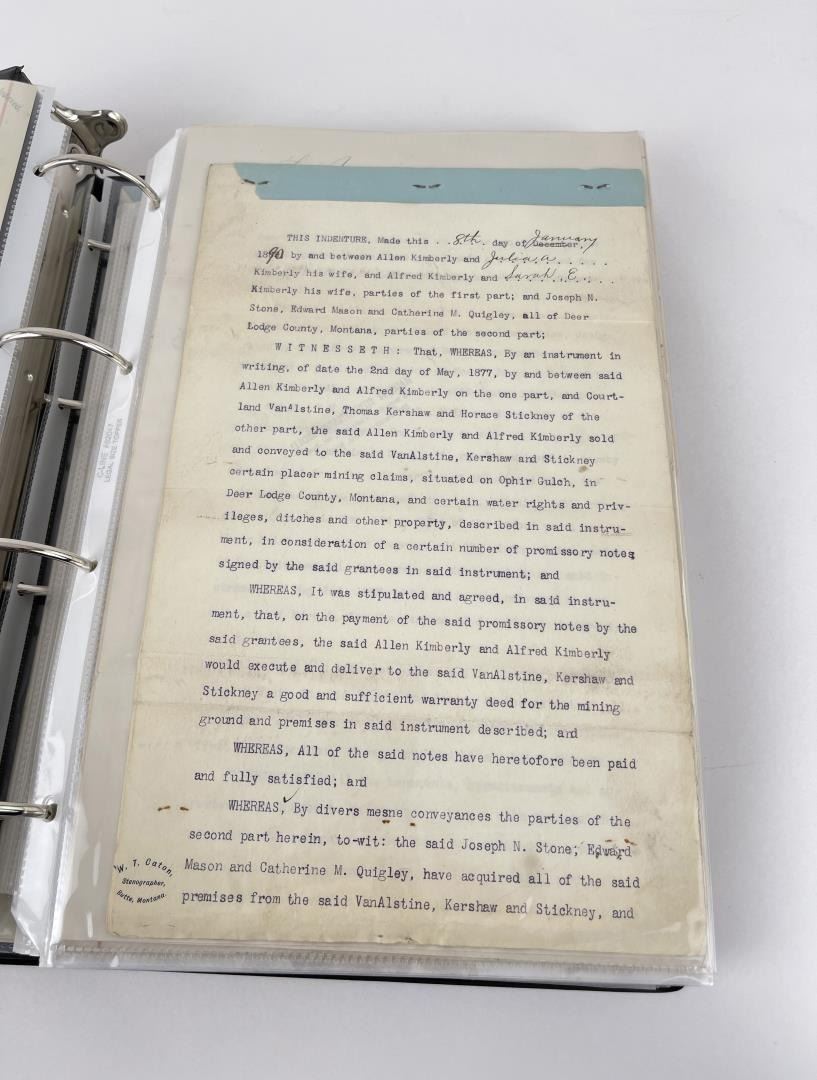 THIS INDENTURE, Made this . . 8th. day of December. January
1890 by and between Allen Kimberly and Julia A. . . . .
Kimberly his wife, and Alfred Kimberly and Sarah. E. . . .
Kimberly his wife, parties of the first part; and Joseph N.
Stone, Edward Mason and Catherine M. Quigley, all of Deer
Lodge County, Montana, parties of the second part;
W I T N E S S E T H : That, WHEREAS, By an instrument in
writing, of date the 2nd day of May, 1877, by and between said
Allen Kimberly and Alfred Kimberly on the one part, and Court-
land VanAlstine, Thomas Kershaw and Horace Stickney of the
other part, the said Allen Kimberly and Alfred Kimberly sold
and conveyed to the said VanAlstine, Kershaw and Stickney
certain placer mining claims, situated on Ophir Gulch, in
Deer Lodge County, Montana, and certain water rights and priv-
ileges, ditches and other property, described in said instru-
ment, in consideration of a certain number of promissory notes
signed by the said grantees in said instrument; and
WHEREAS, It was stipulated and agreed, in said instru-
ment, that, on the payment of the said promissory notes by the
said grantees, the said Allen Kimberly and Alfred Kimberly
would execute and deliver to the said VanAlstine, Kershaw and
Stickney a good and sufficient warranty deed for the mining
ground and premises in said instrument described; and
WHEREAS, All of the said notes have heretofore been paid
and fully satisfied; and
WHEREAS, By divers mesne conveyances the parties of the
second part herein, to-wit: the said Joseph N. Stone, Edward
Mason and Catherine M. Quigley, have acquired all of the said
premises from the said VanAlstine, Kershaw and Stickney, and
W. T. Caton,
Stenographer,
Butte, Montana.
C-LINE
LEGAL SIZE TOPPER